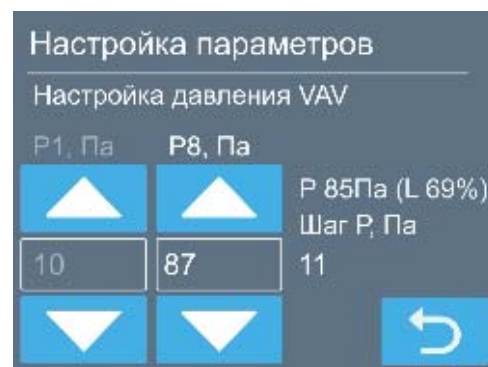 Настройка параметров
Настройка давления VAV
P1, Па P8, Па
P 85Па (L 69%)
Шаг P, Па
10 87 11